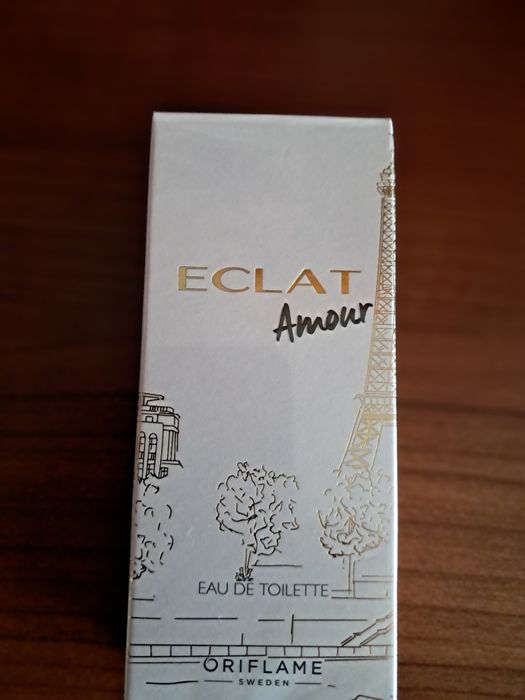 ECLAT
Amour
EAU DE TOILETTE
ORIFLAME
SWEDEN